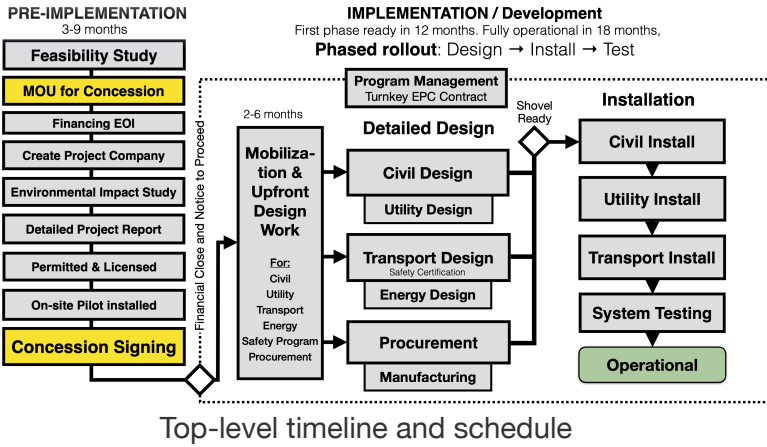 PRE-IMPLEMENTATION
3-9 months
Feasibility Study
MOU for Concession
Financing EOI
Create Project Company
Environmental Impact Study
Detailed Project Report
Permitted & Licensed
On-site Pilot installed
Concession Signing
Financial Close and Notice to Proceed
IMPLEMENTATION / Development
First phase ready in 12 months. Fully operational in 18 months,
Phased rollout: Design → Install → Test
Program Management
Turnkey EPC Contract
2-6 months
Mobiliza-
tion &
Upfront
Design
Work
For:
Civil
Utility
Transport
Energy
Safety Program
Procurement
Detailed Design
Civil Design
Utility Design
Transport Design
Safety Certification
Energy Design
Procurement
Manufacturing
Shovel
Ready
Installation
Civil Install
Utility Install
Transport Install
System Testing
Operational
Top-level timeline and schedule